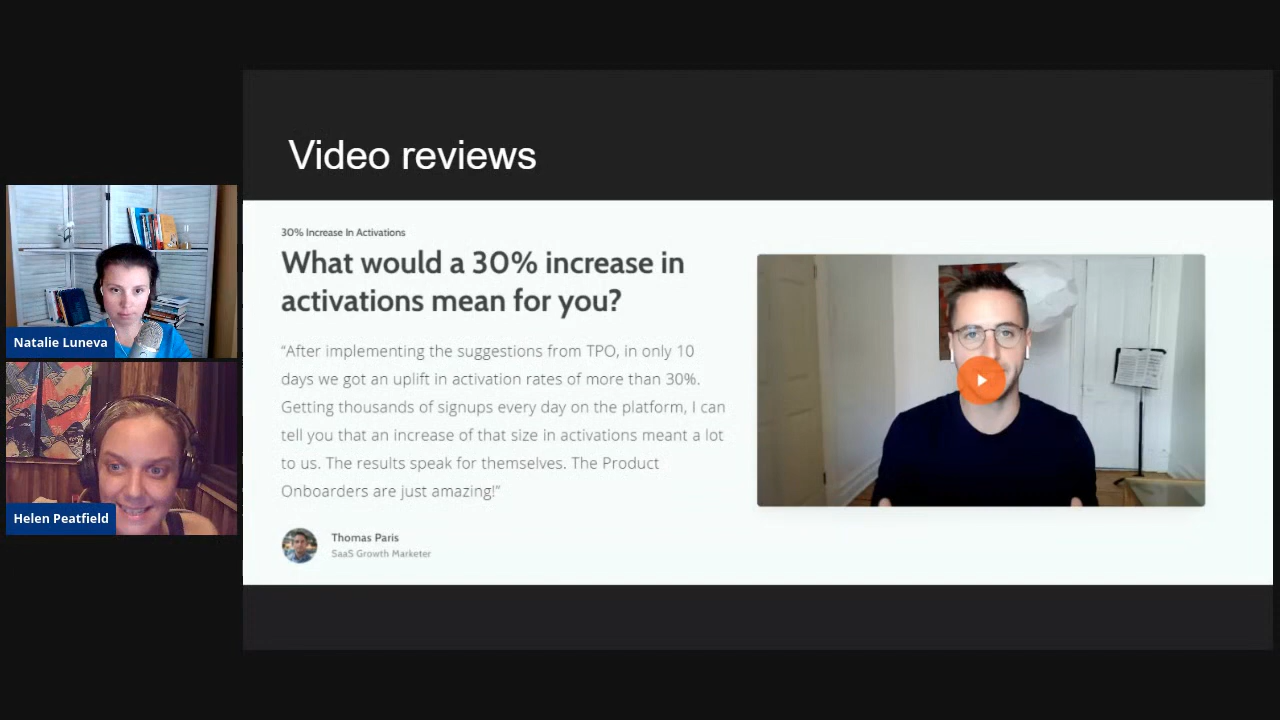 Video reviews
30% Increase In Activations
What would a 30% increase in
activations mean for you?
“After implementing the suggestions from TPO, in only 10
days we got an uplift in activation rates of more than 30%.
Getting thousands of signups every day on the platform, I can
tell you that an increase of that size in activations meant a lot
to us. The results speak for themselves. The Product
Onboarders are just amazing!”
Thomas Paris
SaaS Growth Marketer
Natalie Luneva
Helen Peatfield